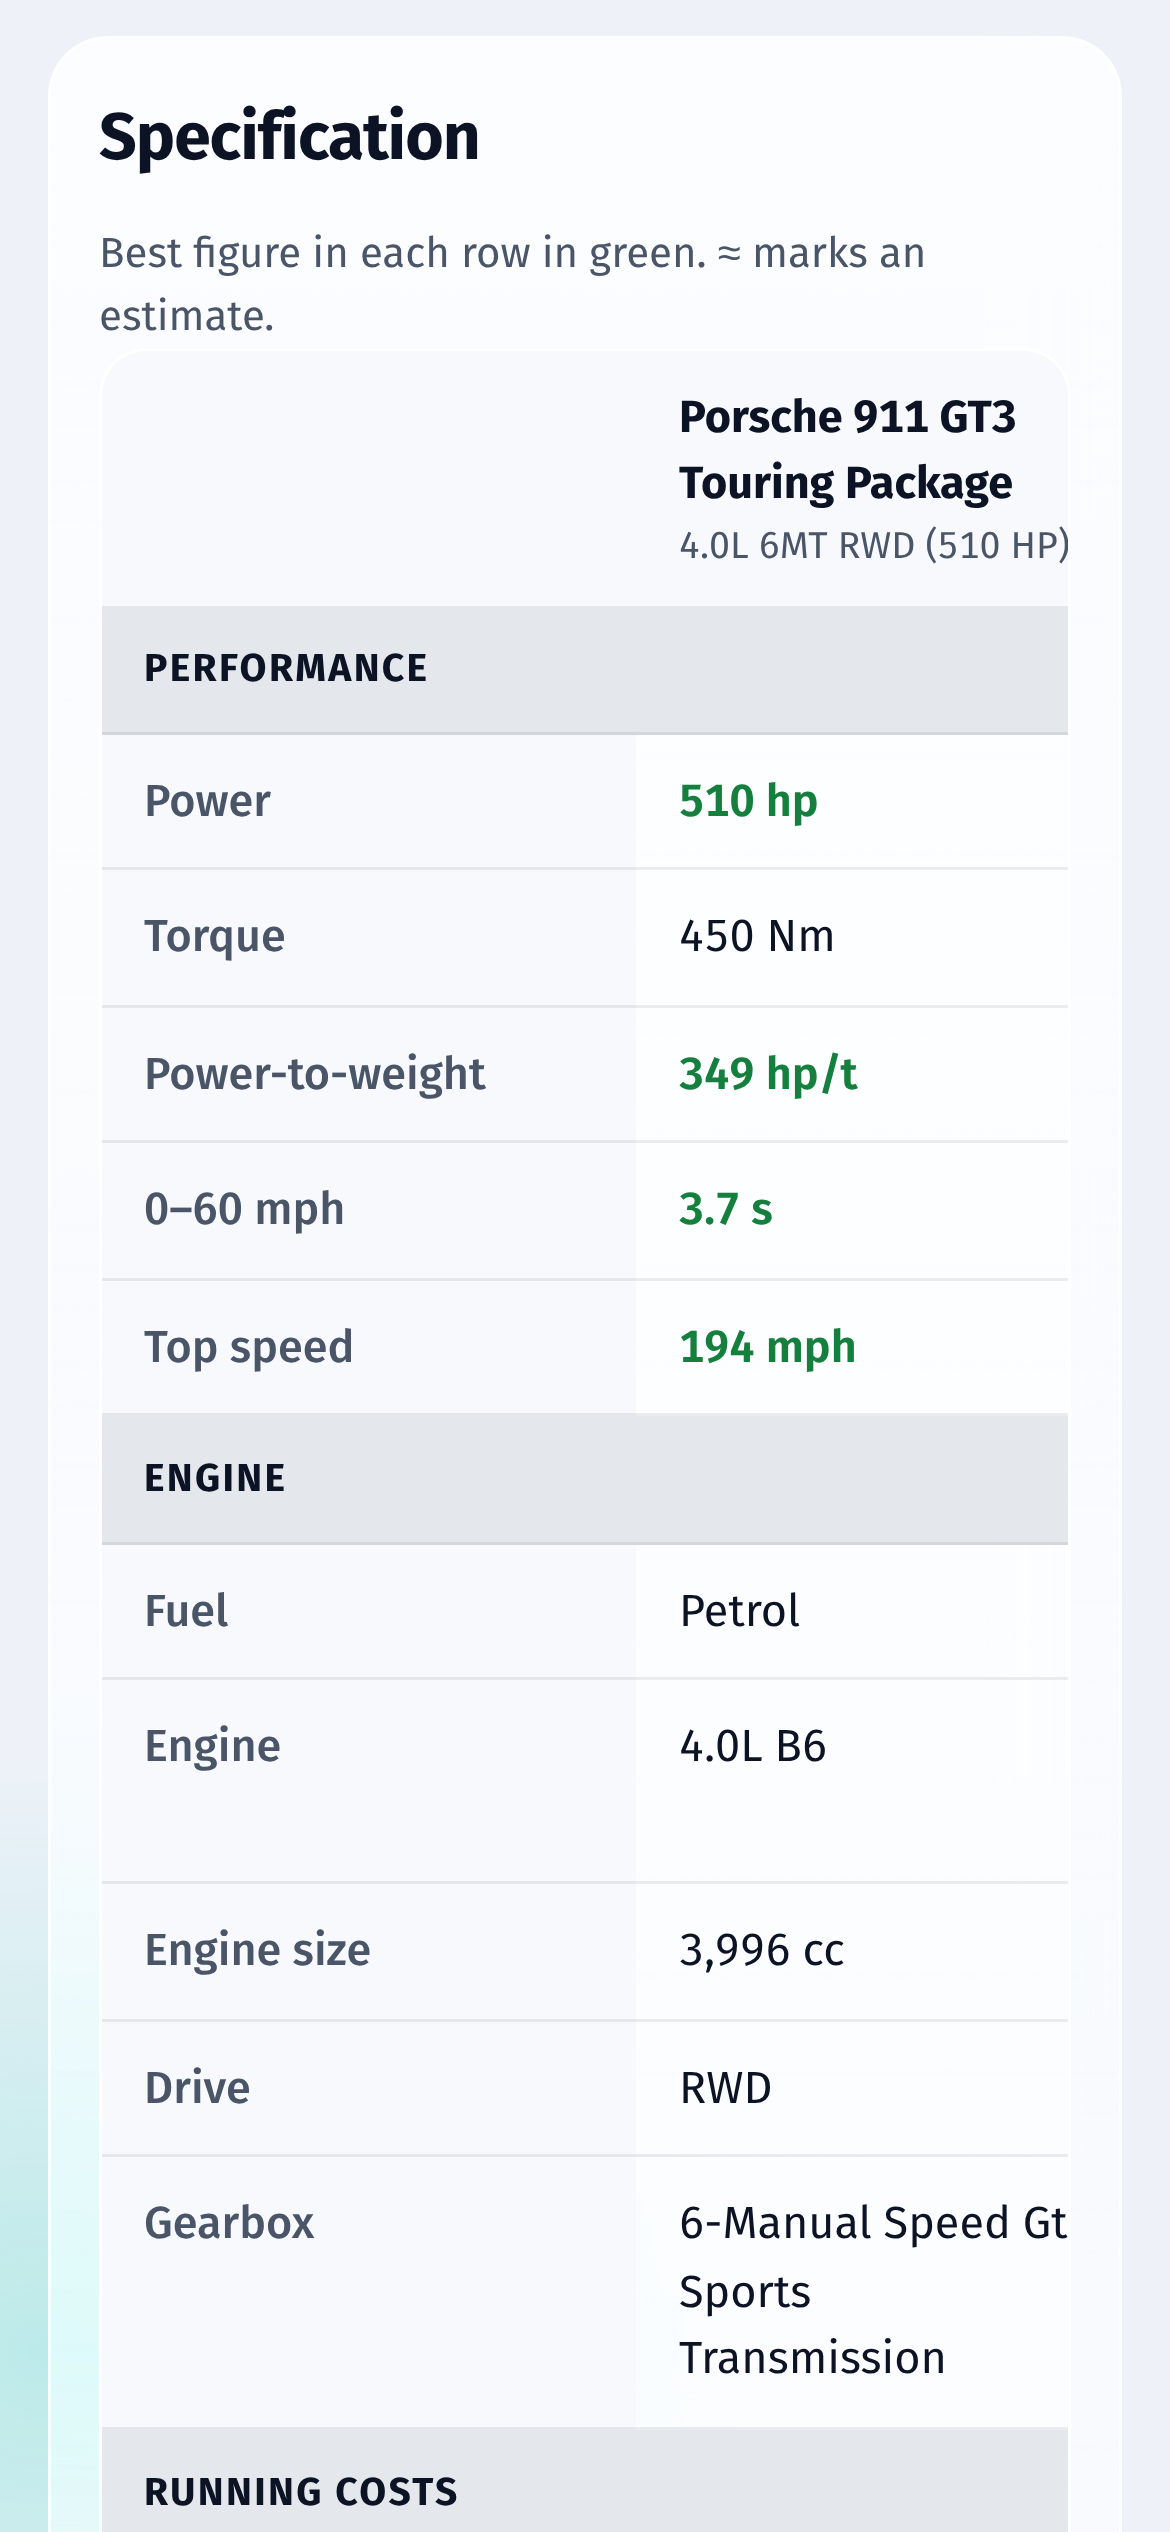 Specification
Best figure in each row in green. ≈ marks an
estimate.
Porsche 911 GT3
Touring Package
4.0L 6MT RWD (510 HP)
PERFORMANCE
Power 510 hp
Torque 450 Nm
Power-to-weight 349 hp/t
0–60 mph 3.7 s
Top speed 194 mph
ENGINE
Fuel Petrol
Engine 4.0L B6
Engine size 3,996 cc
Drive RWD
Gearbox 6-Manual Speed Gt
Sports
Transmission
RUNNING COSTS